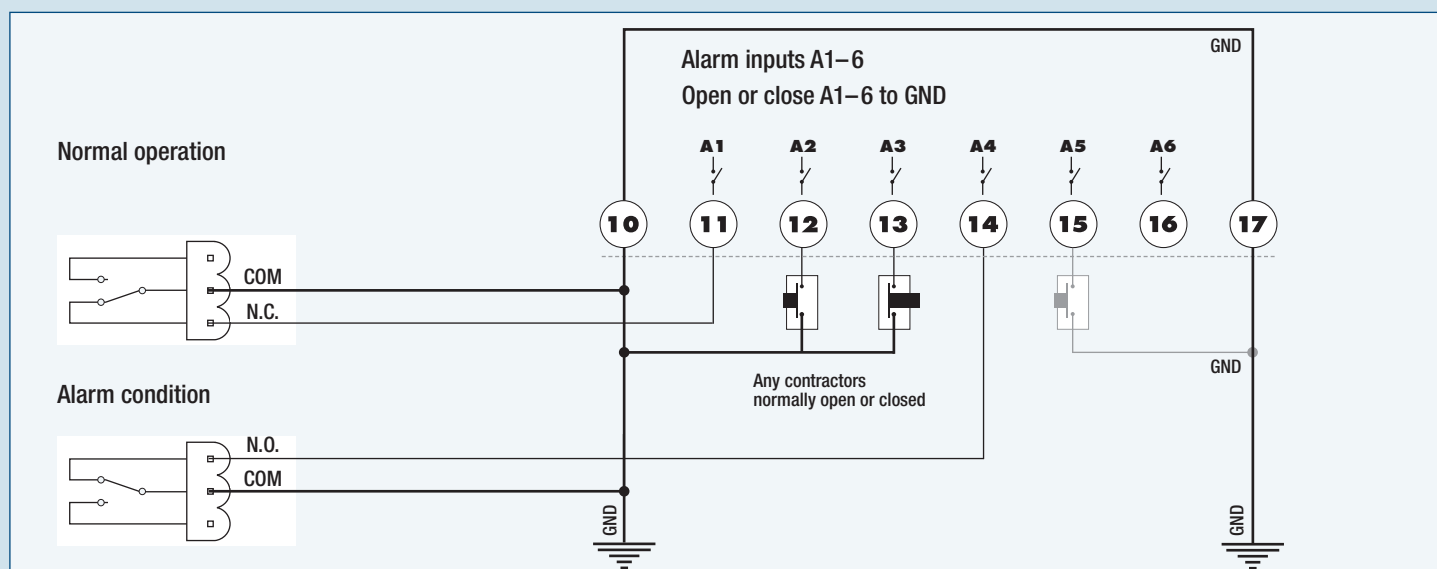 GND
Alarm inputs A1–6
Open or close A1–6 to GND
Normal operation
A1 A2 A3 A4 A5 A6
10 11 12 13 14 15 16 17
COM
N.C.
GND
Any contractors
normally open or closed
Alarm condition
N.O.
COM
GND
GND